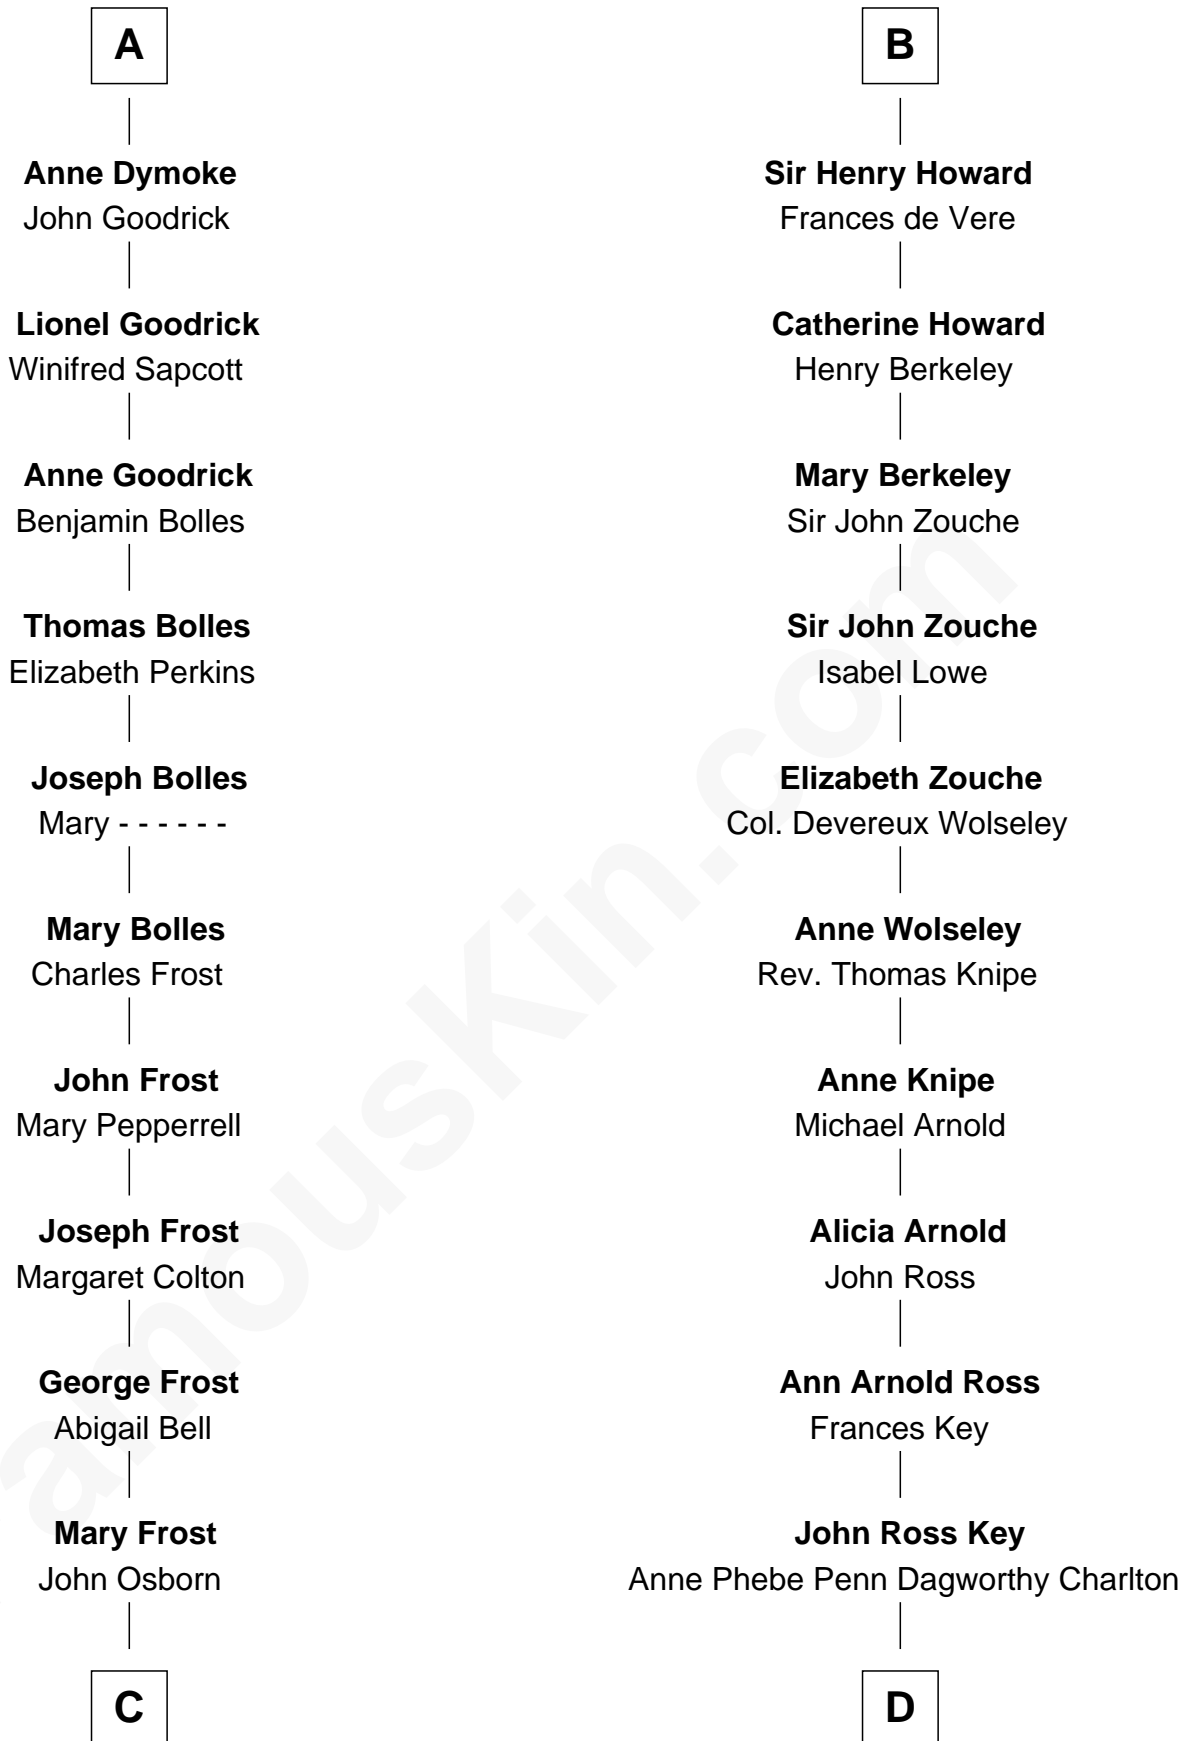 A
Anne Dymoke
John Goodrick
Lionel Goodrick
Winifred Sapcott
Anne Goodrick
Benjamin Bolles
Thomas Bolles
Elizabeth Perkins
Joseph Bolles
Mary - - - - - -
Mary Bolles
Charles Frost
John Frost
Mary Pepperrell
Joseph Frost
Margaret Colton
George Frost
Abigail Bell
Mary Frost
John Osborn
C
B
Sir Henry Howard
Frances de Vere
Catherine Howard
Henry Berkeley
Mary Berkeley
Sir John Zouche
Sir John Zouche
Isabel Lowe
Elizabeth Zouche
Col. Devereux Wolseley
Anne Wolseley
Rev. Thomas Knipe
Anne Knipe
Michael Arnold
Alicia Arnold
John Ross
Ann Arnold Ross
Frances Key
John Ross Key
Anne Phebe Penn Dagworthy Charlton
D
amousKin.com